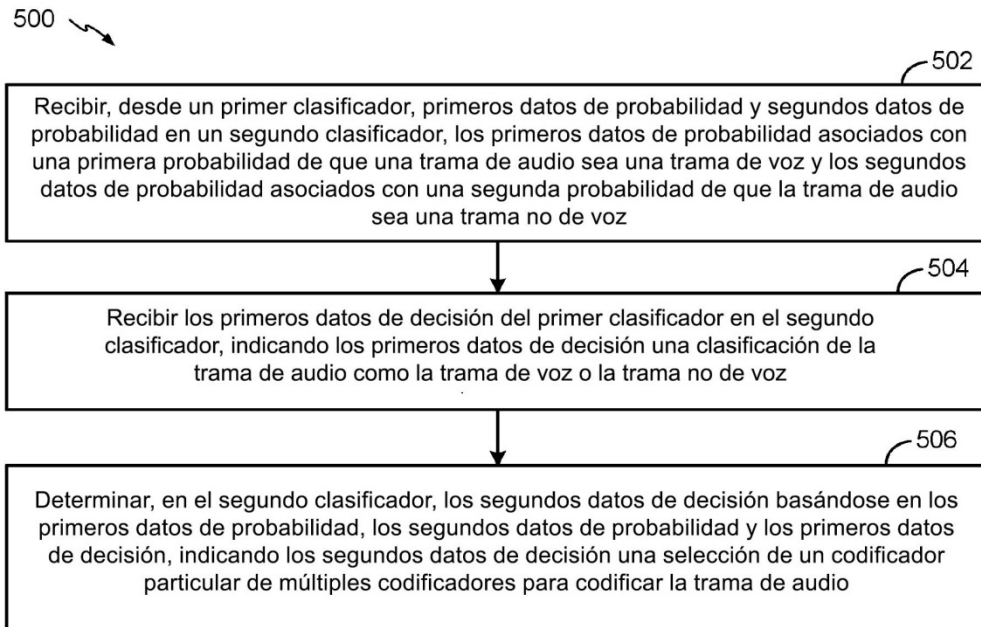 500
502
Recibir, desde un primer clasificador, primeros datos de probabilidad y segundos datos de
probabilidad en un segundo clasificador, los primeros datos de probabilidad asociados con
una primera probabilidad de que una trama de audio sea una trama de voz y los segundos
datos de probabilidad asociados con una segunda probabilidad de que la trama de audio
sea una trama no de voz
504
Recibir los primeros datos de decisión del primer clasificador en el segundo
clasificador, indicando los primeros datos de decisión una clasificación de la
trama de audio como la trama de voz o la trama no de voz
506
Determinar, en el segundo clasificador, los segundos datos de decisión basándose en los
primeros datos de probabilidad, los segundos datos de probabilidad y los primeros datos
de decisión, indicando los segundos datos de decisión una selección de un codificador
particular de múltiples codificadores para codificar la trama de audio